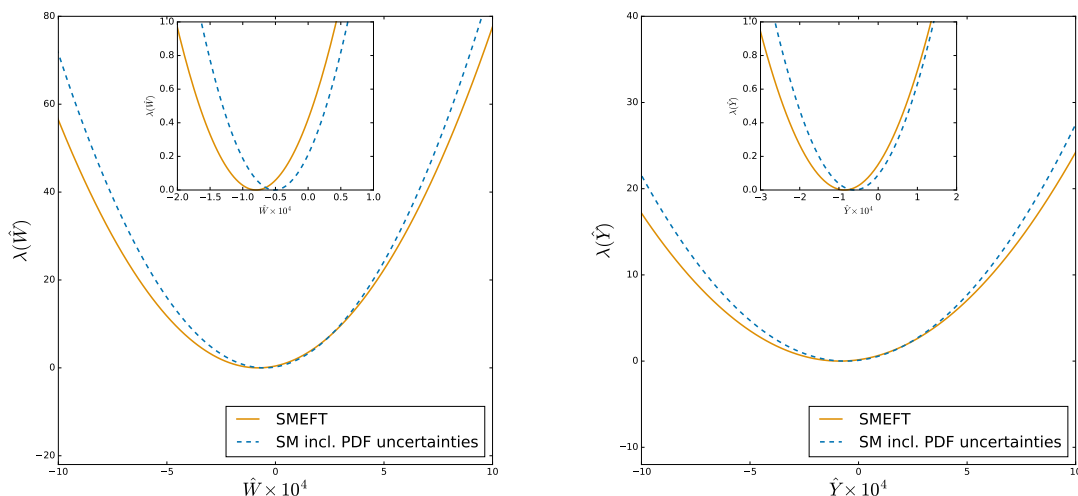 80
60
40
20
0
−20
−10
−5
0
5
10
λ(Ŵ)
Ŵ × 10⁴
1.0
0.8
0.6
0.4
0.2
0.0
−2.0 −1.5 −1.0 −0.5 0.0 0.5 1.0
λ(Ŵ)
Ŵ × 10⁴
SMEFT
SM incl. PDF uncertainties
40
30
20
10
0
−10
−10
−5
0
5
10
λ(Ŷ)
Ŷ × 10⁴
1.0
0.8
0.6
0.4
0.2
0.0
−3 −2 −1 0 1 2
λ(Ŷ)
Ŷ × 10⁴
SMEFT
SM incl. PDF uncertainties